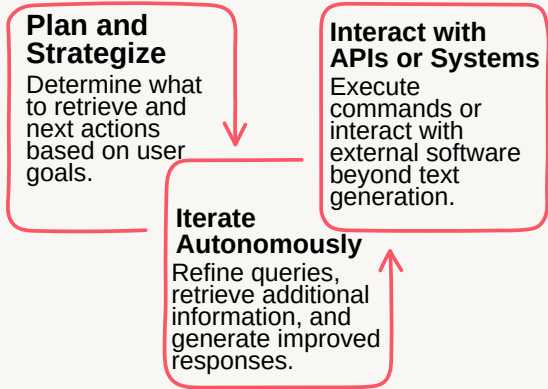 Plan and
Strategize
Determine what
to retrieve and
next actions
based on user
goals.
Interact with
APIs or Systems
Execute
commands or
interact with
external software
beyond text
generation.
Iterate
Autonomously
Refine queries,
retrieve additional
information, and
generate improved
responses.